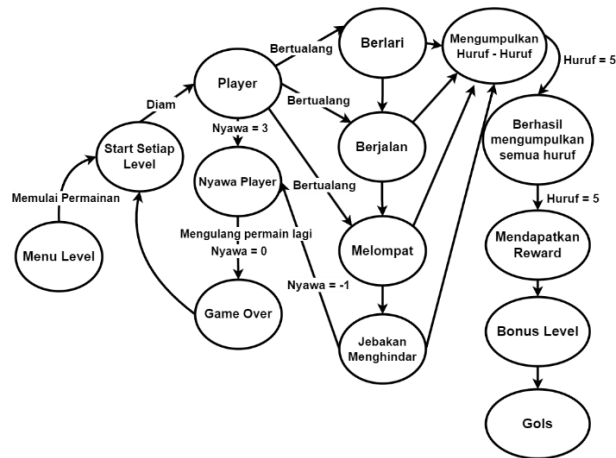 Berlari
Mengumpulkan
Huruf - Huruf
Bertualang
Huruf = 5
Player
Diam
Bertualang
Nyawa = 3
Start Setiap
Level
Berhasil
mengumpulkan
semua huruf
Berjalan
Nyawa Player
Bertualang
Memulai Permainan
Huruf = 5
Mengulang permain lagi
Nyawa = 0
Menu Level
Melompat
Mendapatkan
Reward
Nyawa = -1
Game Over
Jebakan
Menghindar
Bonus Level
Gols